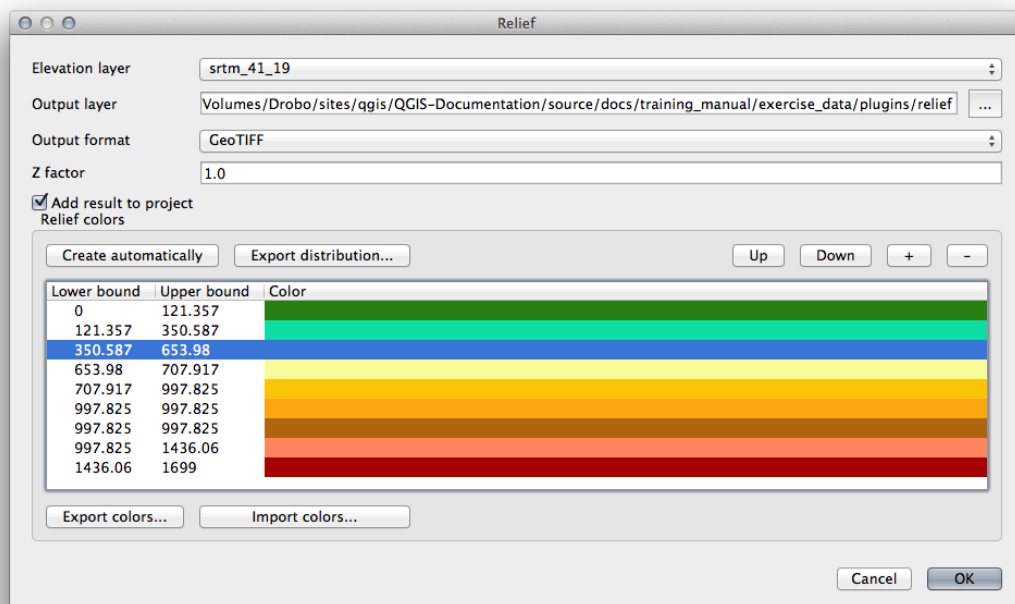 Relief
Elevation layer srtm_41_19
Output layer Volumes/Drobo/sites/qgis/QGIS-Documentation/source/docs/training_manual/exercise_data/plugins/relief ...
Output format GeoTIFF
Z factor 1.0
Add result to project
Relief colors
Create automatically Export distribution... Up Down + -
Lower bound Upper bound Color
0 121.357
121.357 350.587
350.587 653.98
653.98 707.917
707.917 997.825
997.825 997.825
997.825 997.825
997.825 1436.06
1436.06 1699
Export colors... Import colors...
Cancel OK